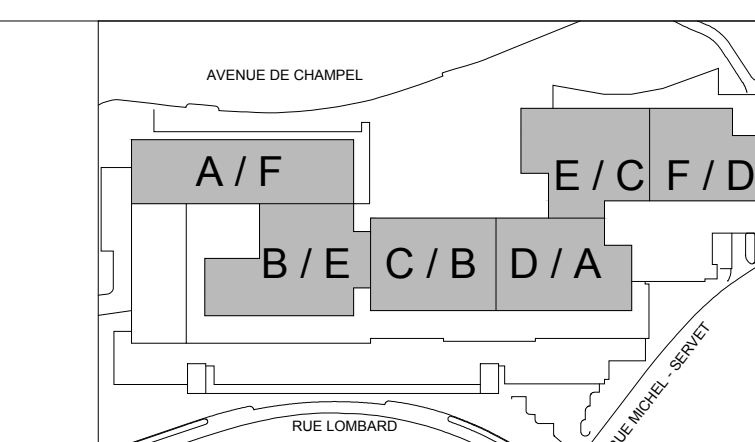 AVENUE DE CHAMPEL
A / F
E / C
F / D
B / E
C / B
D / A
RUE MICHEL - SERVET
RUE LOMBARD